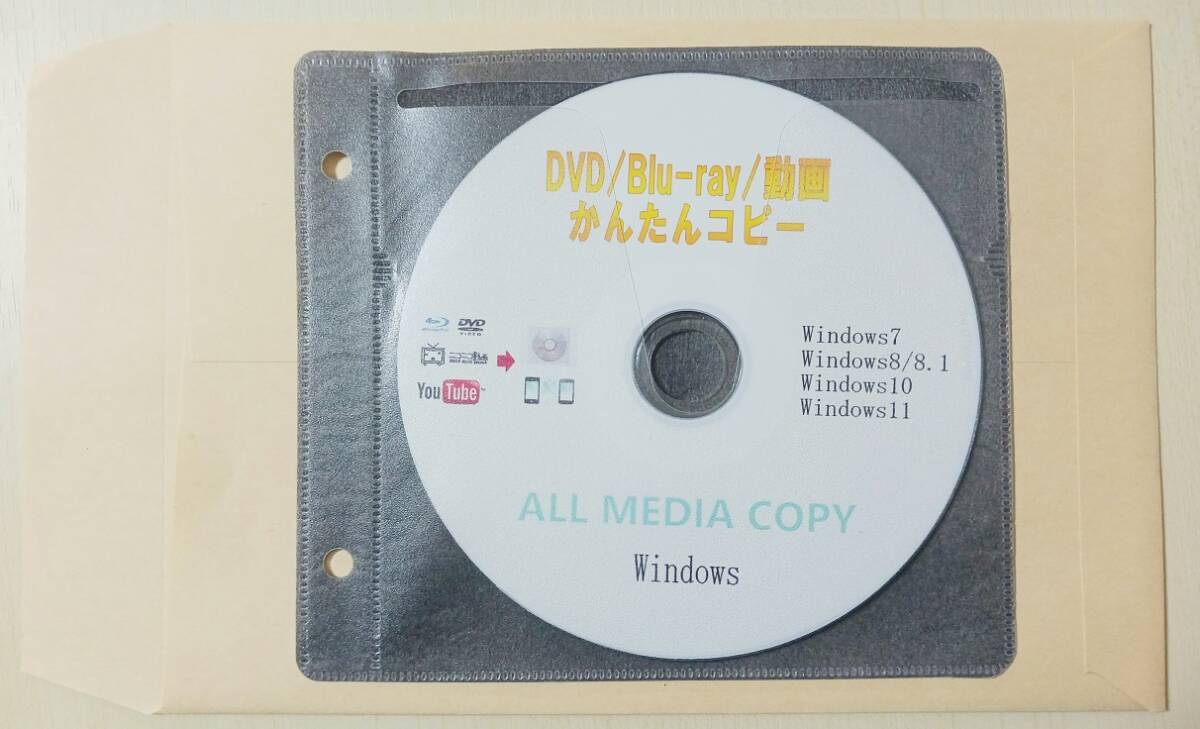 DVD/Blu-ray/動画
かんたんコピー
DVD
VIDEO
YouTube
Windows7
Windows8/8.1
Windows10
Windows11
ALL MEDIA COPY
Windows